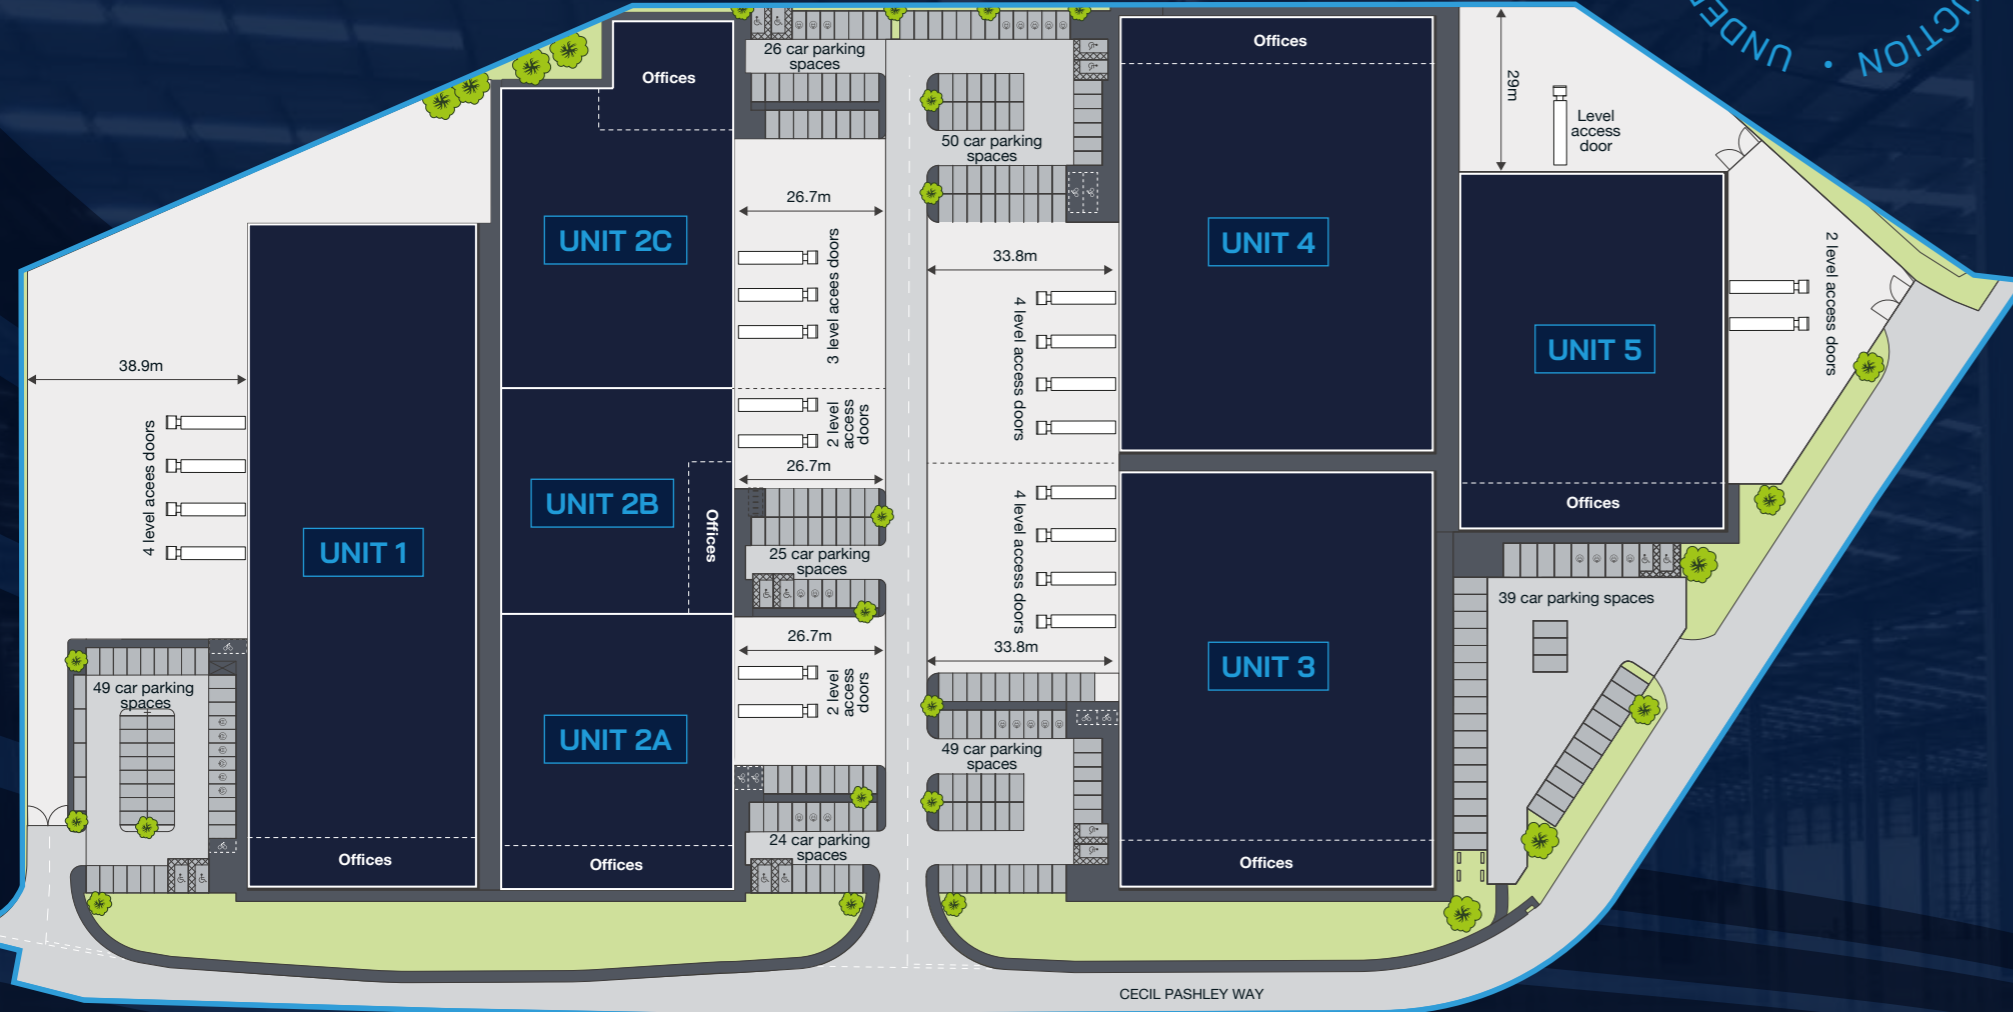 UNDER
UCTION
•
26 car parking
spaces
Offices
Offices
29m
Level
access
door
50 car parking
spaces
26.7m
UNIT 2C
3 level acees doors
33.8m
UNIT 4
4 level access doors
2 level access doors
UNIT 5
38.9m
4 level acees doors
2 level
access
doors
26.7m
UNIT 2B
Offices
UNIT 1
25 car parking
spaces
4 level access doors
Offices
39 car parking spaces
26.7m
33.8m
UNIT 3
49 car parking
spaces
2 level
access
doors
UNIT 2A
49 car parking
spaces
24 car parking
spaces
Offices
Offices
Offices
CECIL PASHLEY WAY